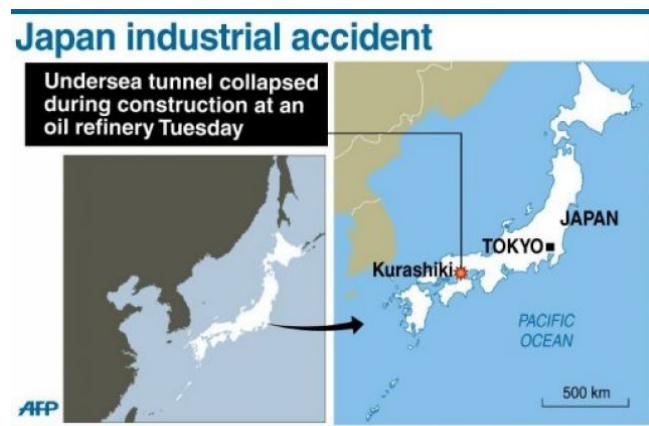 Japan industrial accident
Undersea tunnel collapsed
during construction at an
oil refinery Tuesday
JAPAN
TOKYO
Kurashiki
PACIFIC
OCEAN
500 km
AFP